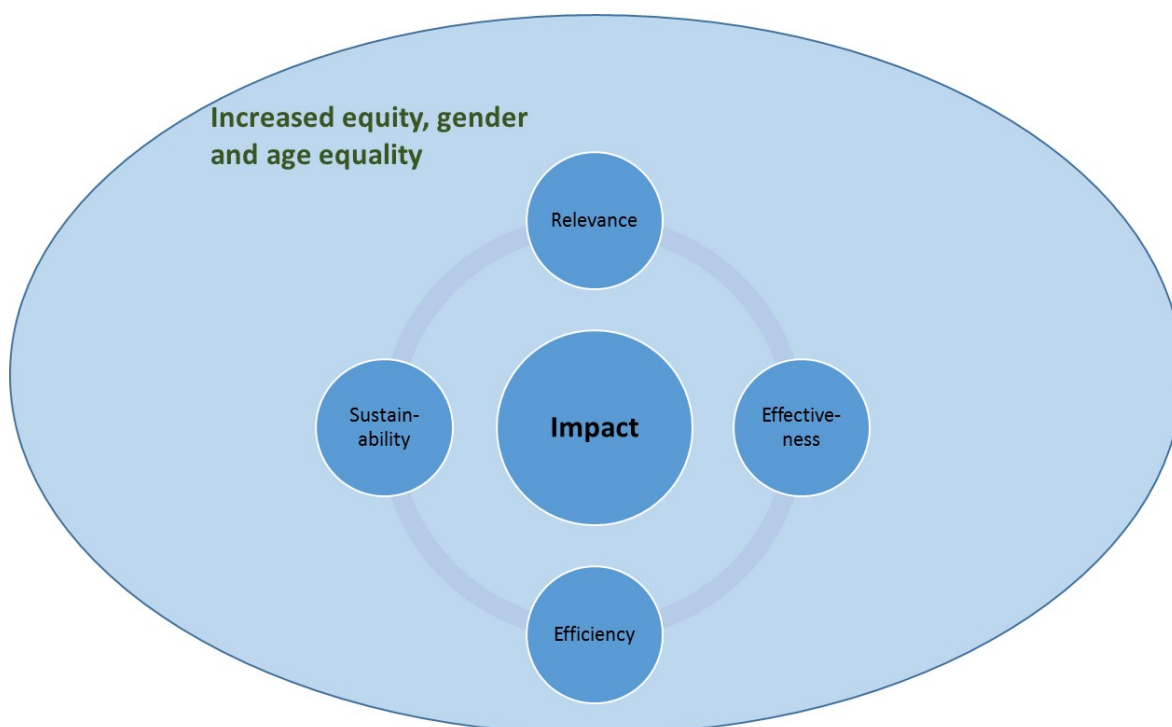 Increased equity, gender
and age equality
Relevance
Sustain-
ability
Impact
Effective-
ness
Efficiency